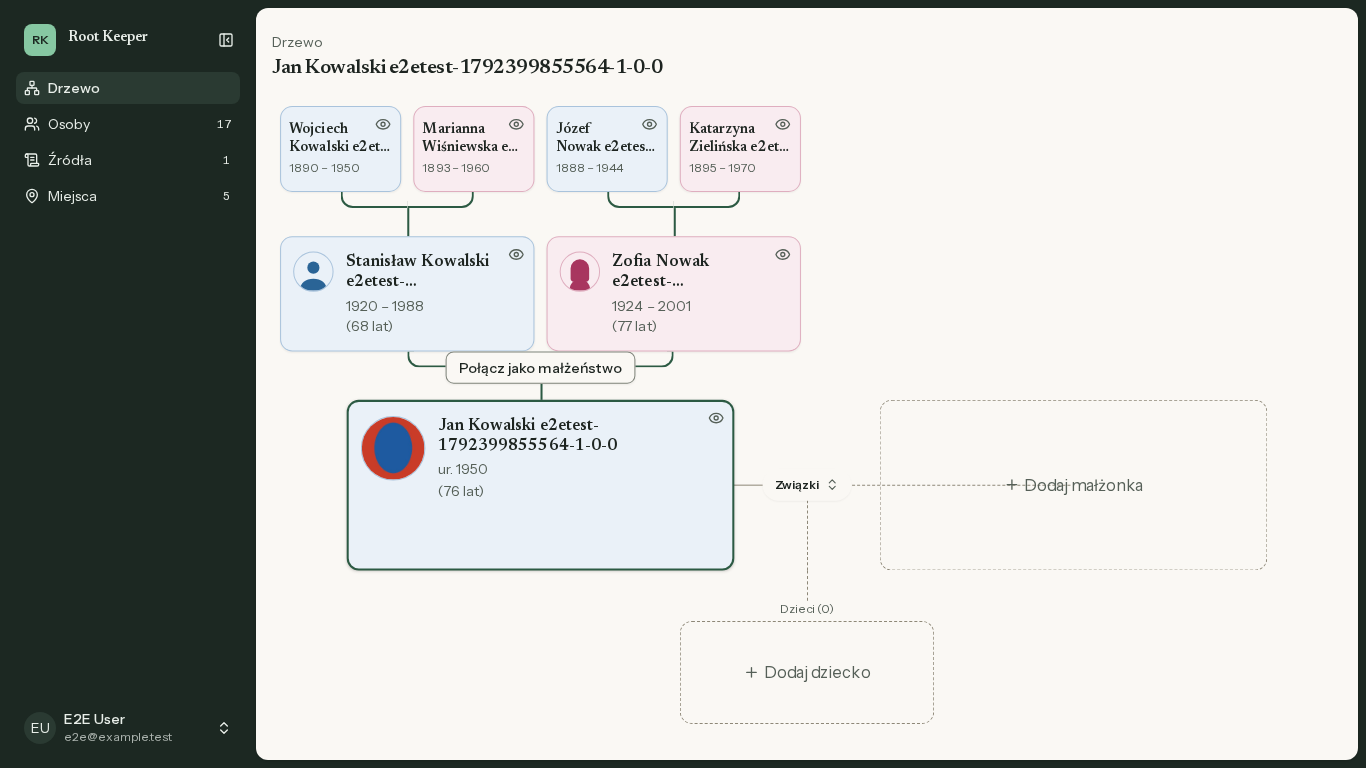 RK
Root Keeper
Drzewo
Osoby
17
Źródła
1
Miejsca
5
EU
E2E User
e2e@example.test
Drzewo
Jan Kowalski e2etest-1792399855564-1-0-0
Wojciech
Kowalski e2et...
1890 – 1950
Marianna
Wiśniewska e...
1893 – 1960
Józef
Nowak e2etes...
1888 – 1944
Katarzyna
Zielińska e2et...
1895 – 1970
Stanisław Kowalski
e2etest-...
1920 – 1988
(68 lat)
Zofia Nowak
e2etest-...
1924 – 2001
(77 lat)
Połącz jako małżeństwo
Jan Kowalski e2etest-
1792399855564-1-0-0
ur. 1950
(76 lat)
Związki
+ Dodaj małżonka
Dzieci (0)
+ Dodaj dziecko